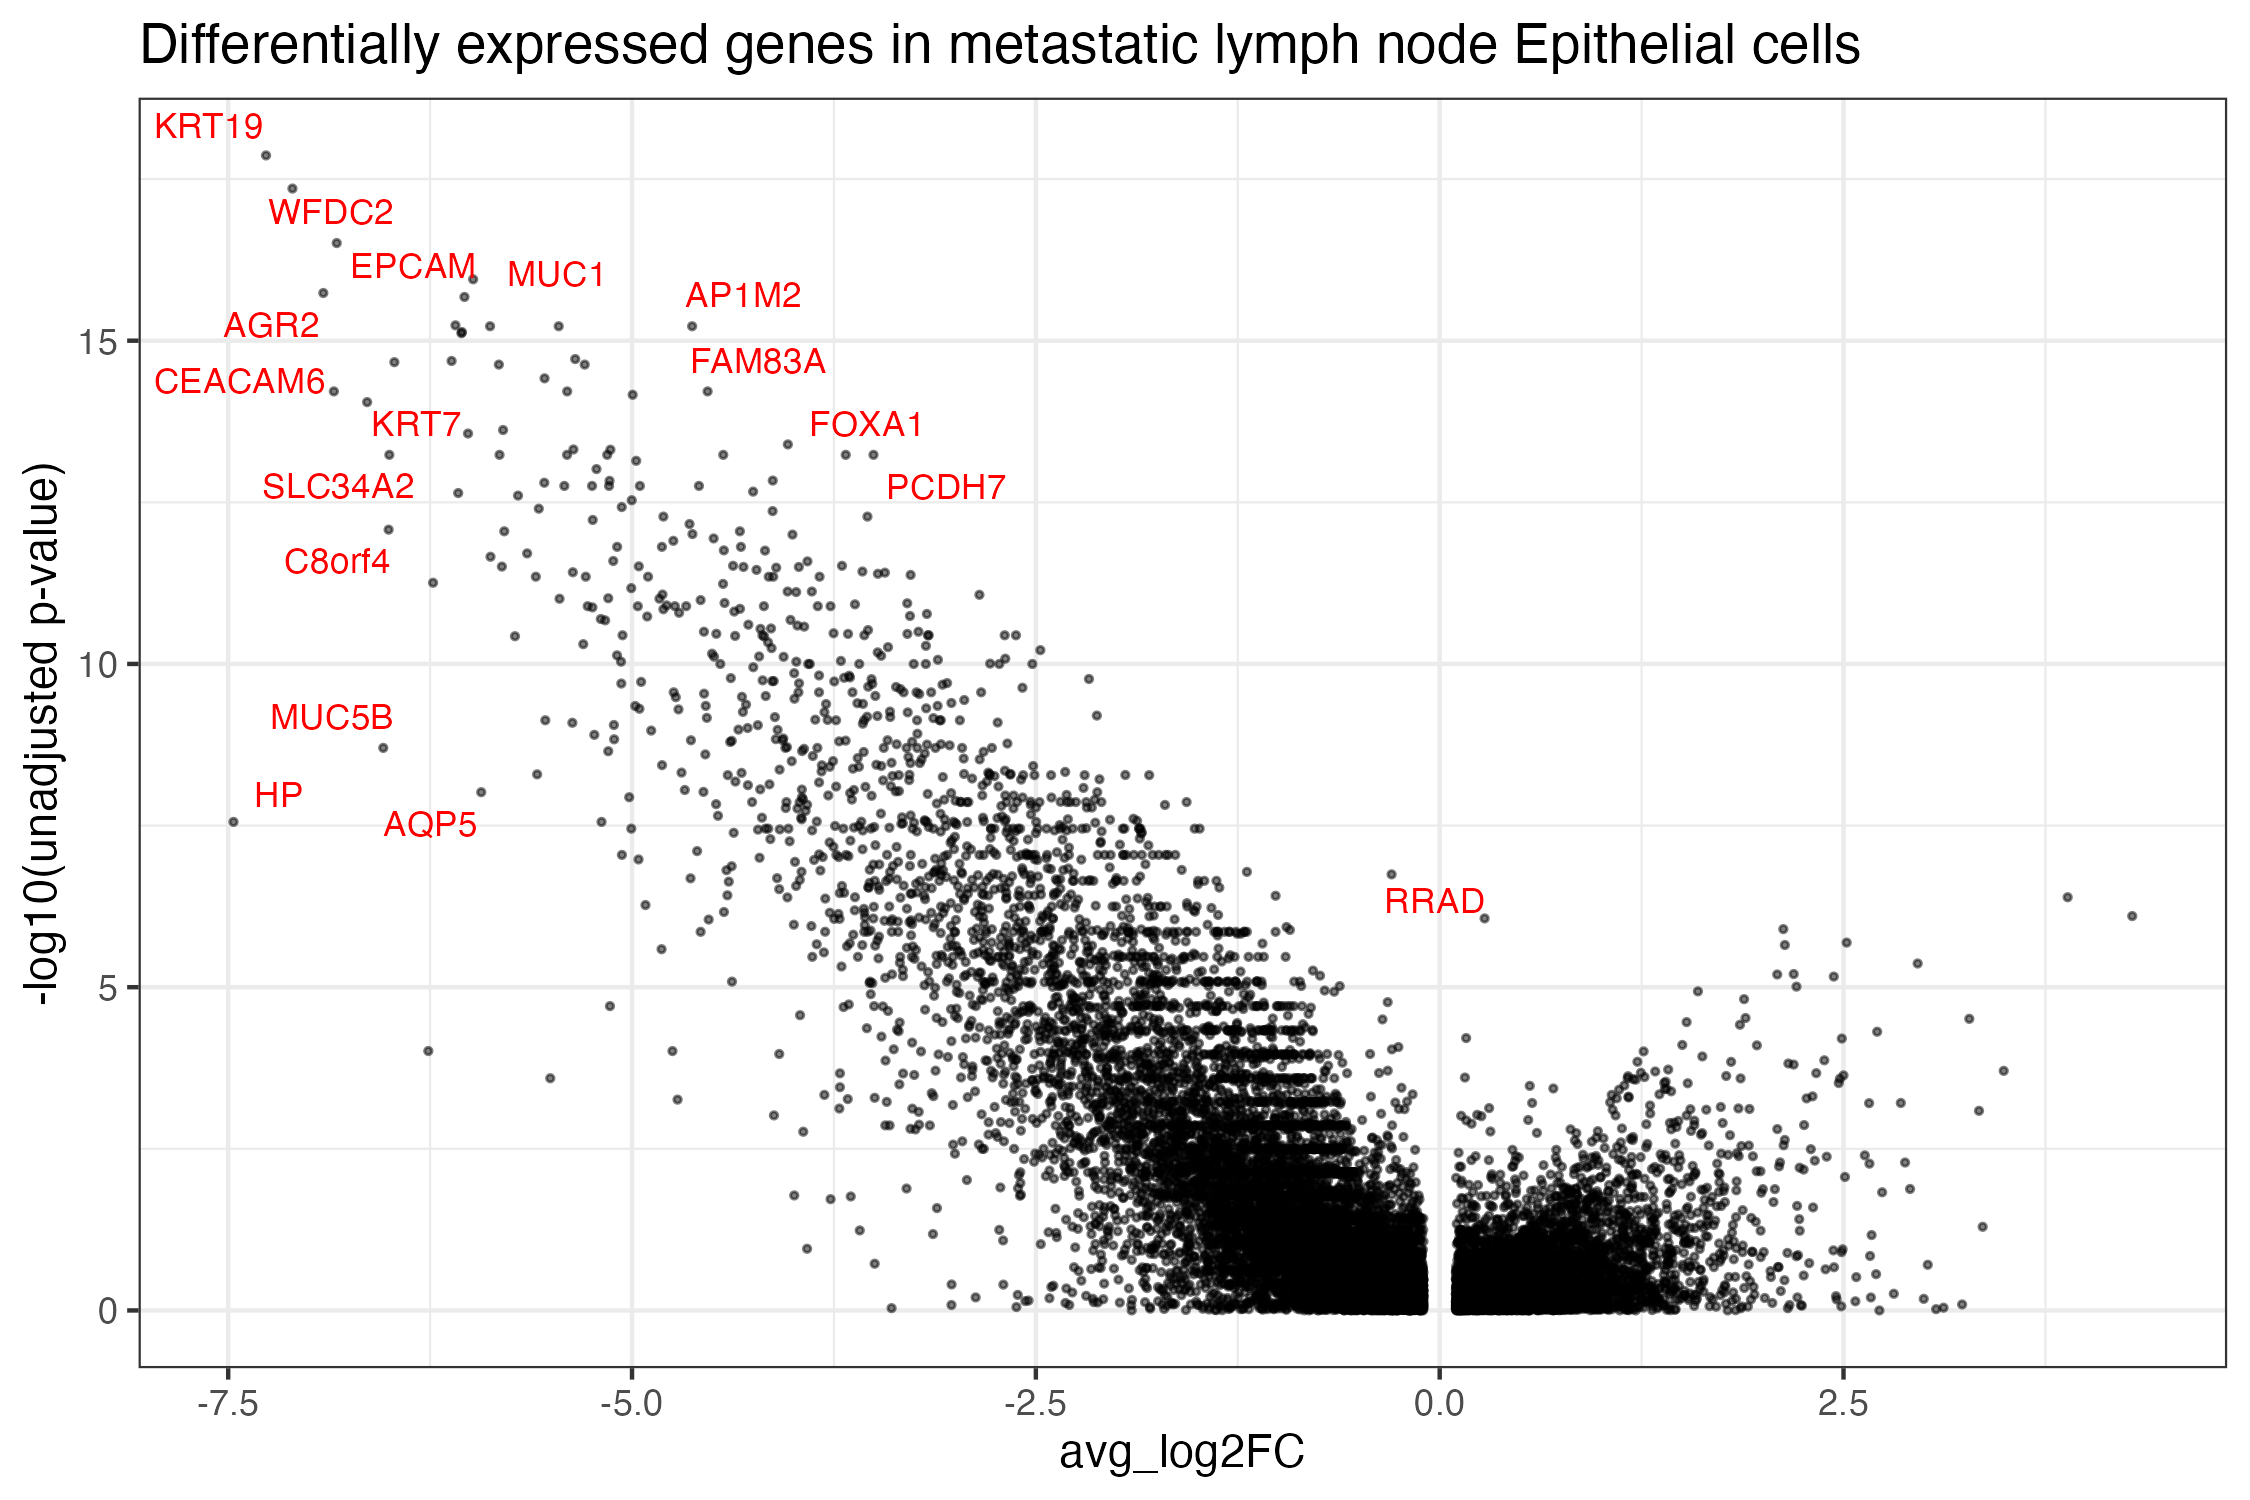 Differentially expressed genes in metastatic lymph node Epithelial cells
KRT19
WFDC2
EPCAM
MUC1
AP1M2
AGR2
FAM83A
CEACAM6
KRT7
FOXA1
SLC34A2
PCDH7
C8orf4
MUC5B
HP
AQP5
RRAD
-log10(unadjusted p-value)
15
10
5
0
-7.5
-5.0
-2.5
0.0
2.5
avg_log2FC